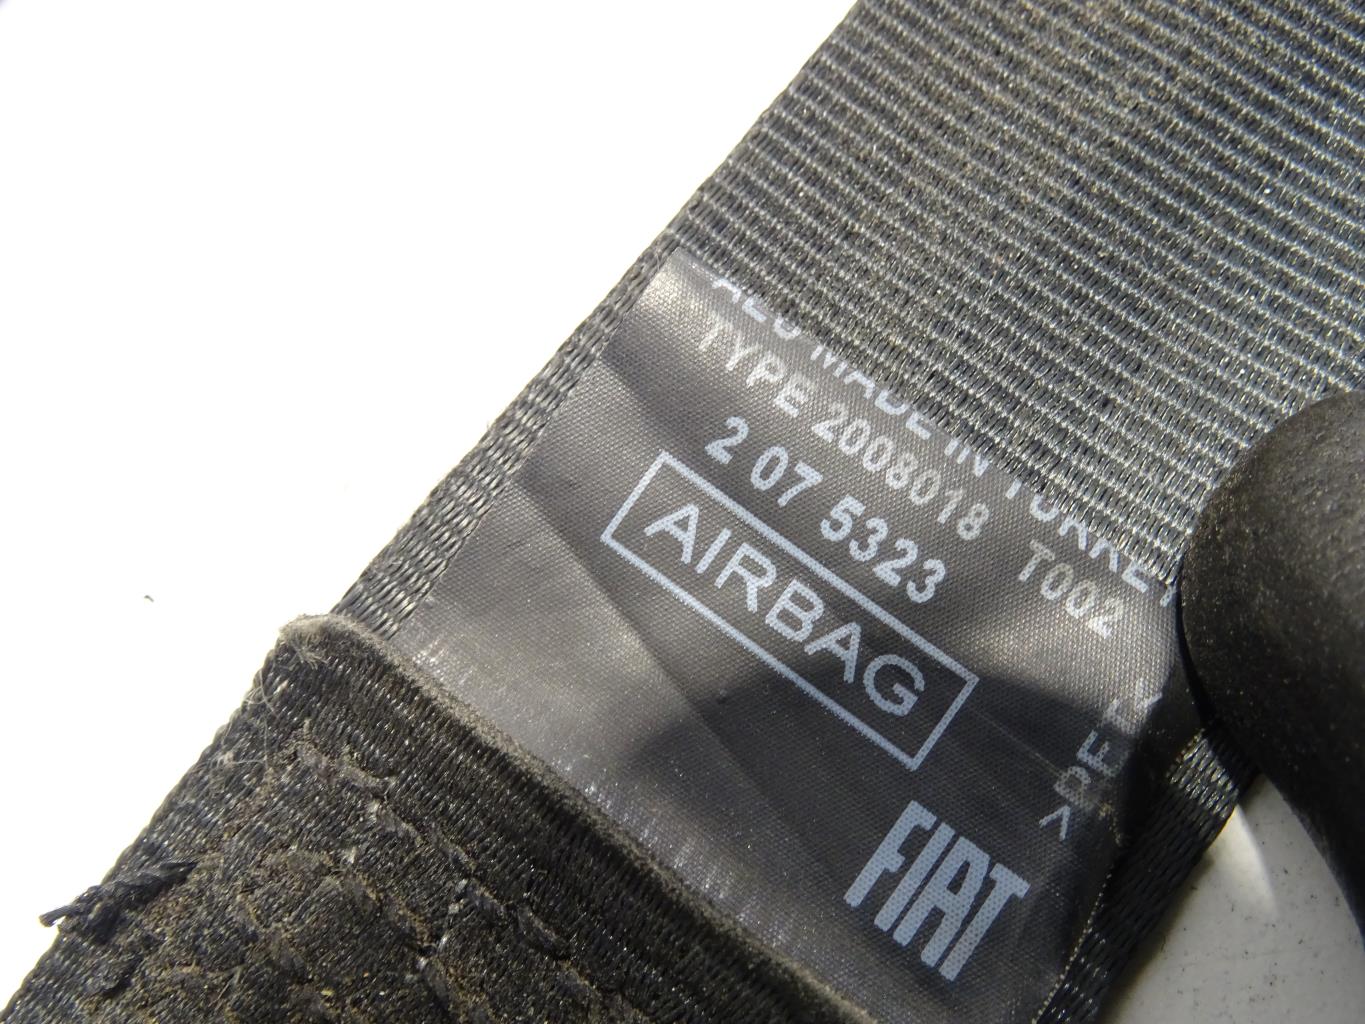 MADE IN TURKEY
TYPE 2008018 T002
2 07 5323
AIRBAG
FIAT